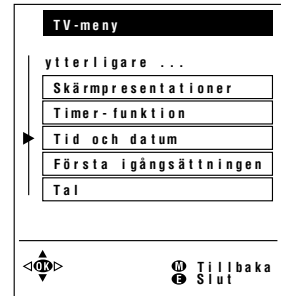 TV-meny
ytterligare ...
Skärmpresentationer
Timer-funktion
Tid och datum
Första igångsättningen
Tal
OK
M Tillbaka
E Slut